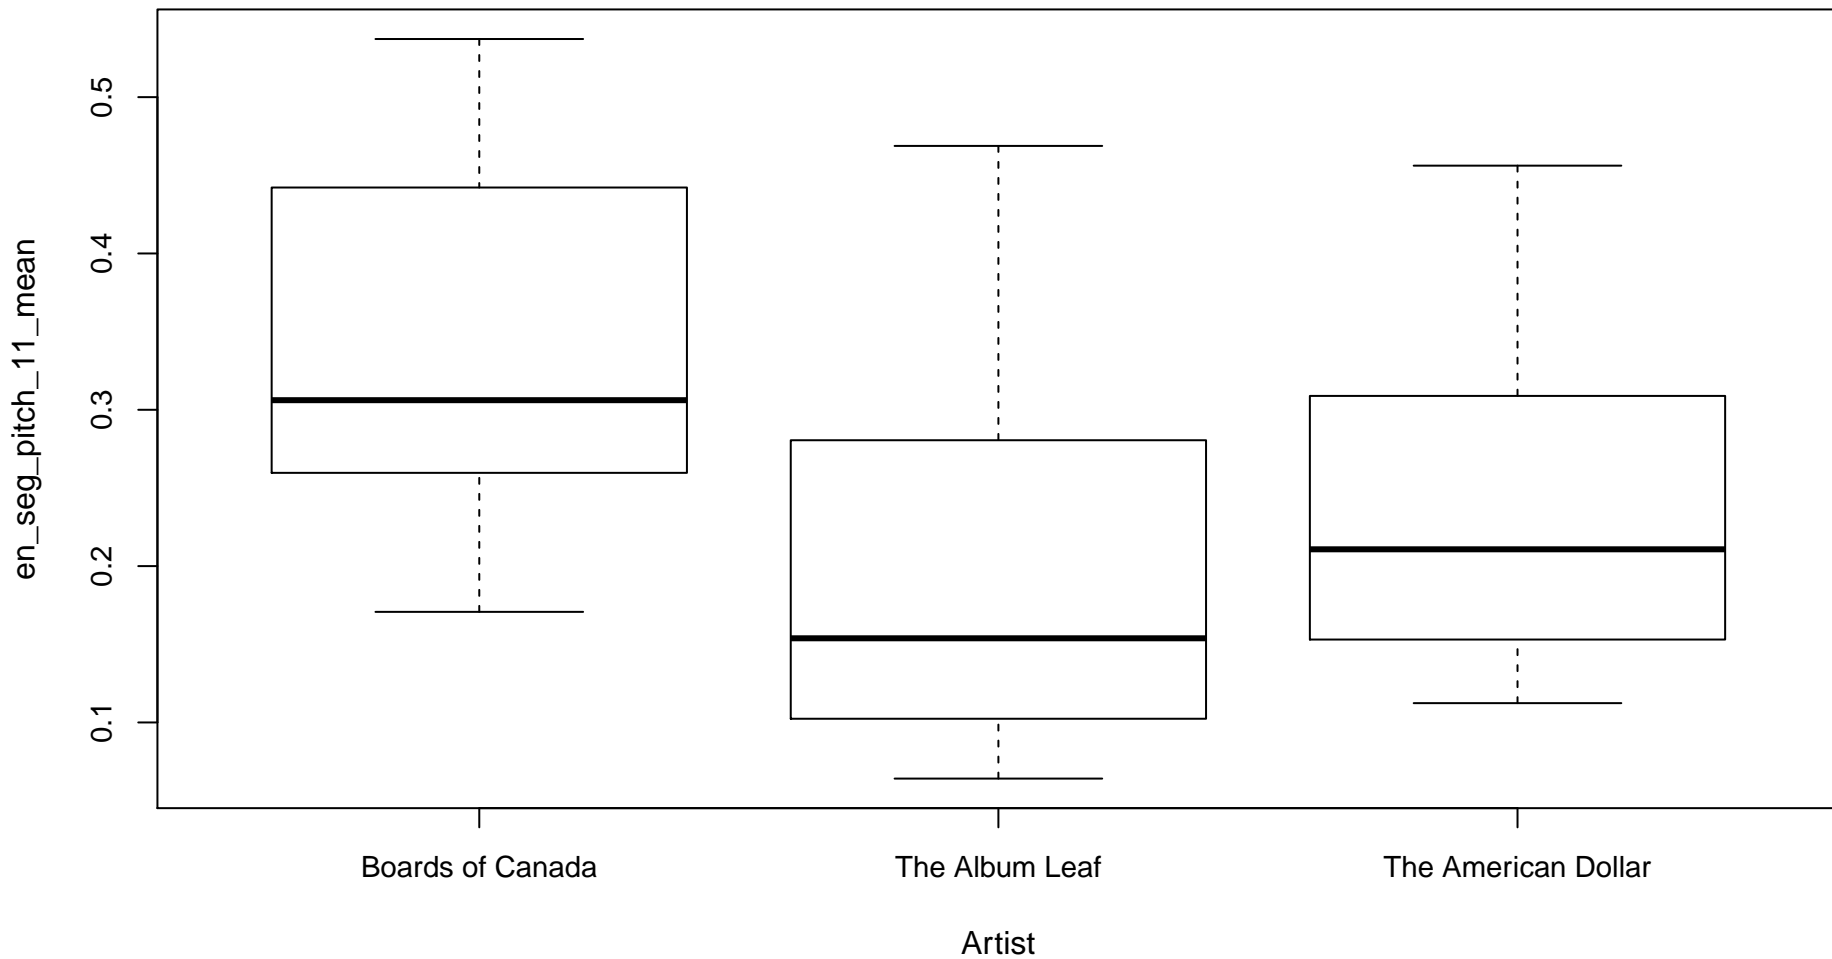 en_seg_pitch_11_mean
0.5
0.4
0.3
0.2
0.1
Boards of Canada
The Album Leaf
The American Dollar
Artist